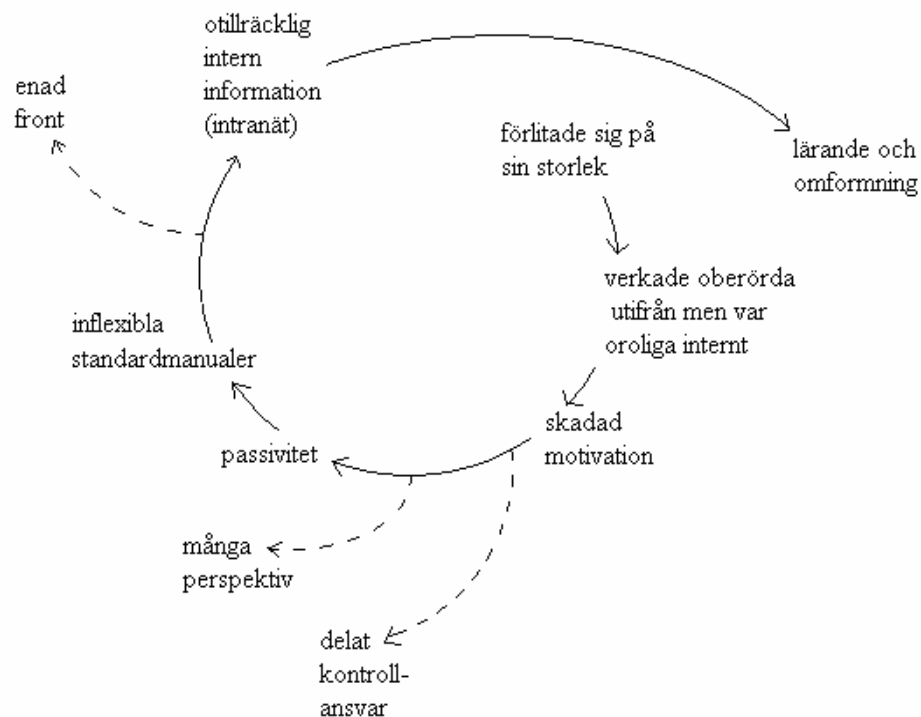 otillräcklig
intern
information
(intranät)
enad
front
förlitade sig på
sin storlek
lärande och
omformning
verkade oberörda
utifrån men var
oroliga internt
inflexibla
standardmanualer
skadad
motivation
passivitet
många
perspektiv
delat
kontroll-
ansvar